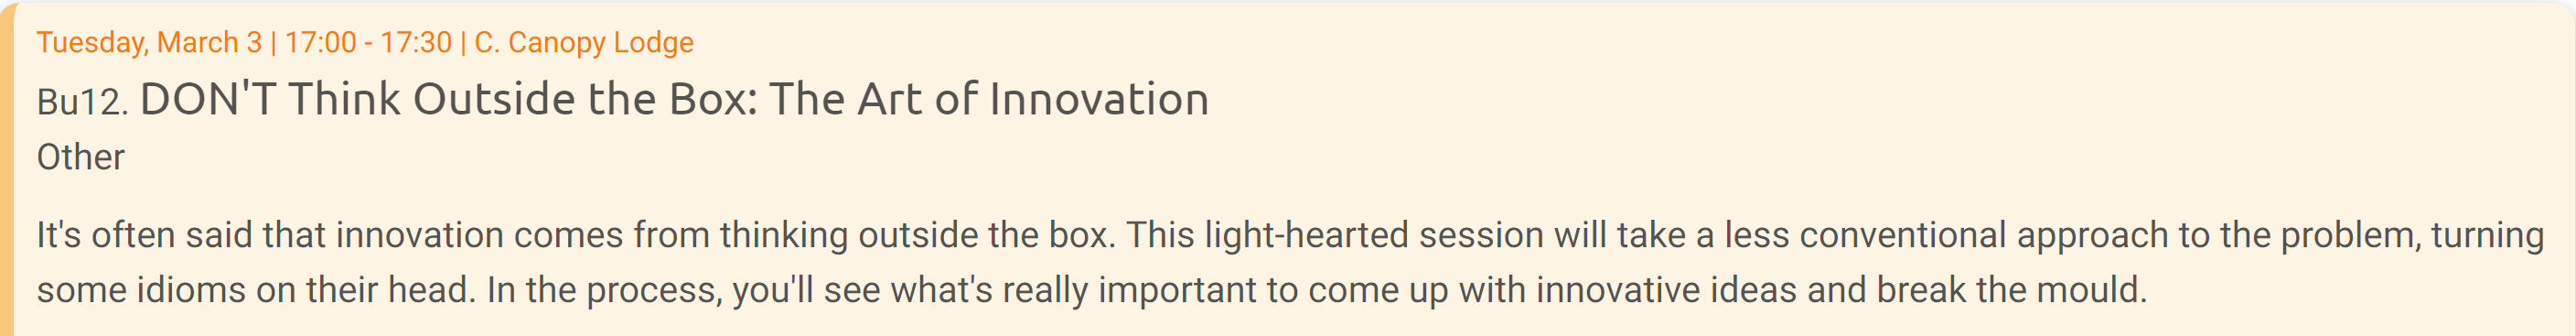 Tuesday, March 3 | 17:00 - 17:30 | C. Canopy Lodge
Bu12. DON'T Think Outside the Box: The Art of Innovation
Other
It's often said that innovation comes from thinking outside the box. This light-hearted session will take a less conventional approach to the problem, turning
some idioms on their head. In the process, you'll see what's really important to come up with innovative ideas and break the mould.